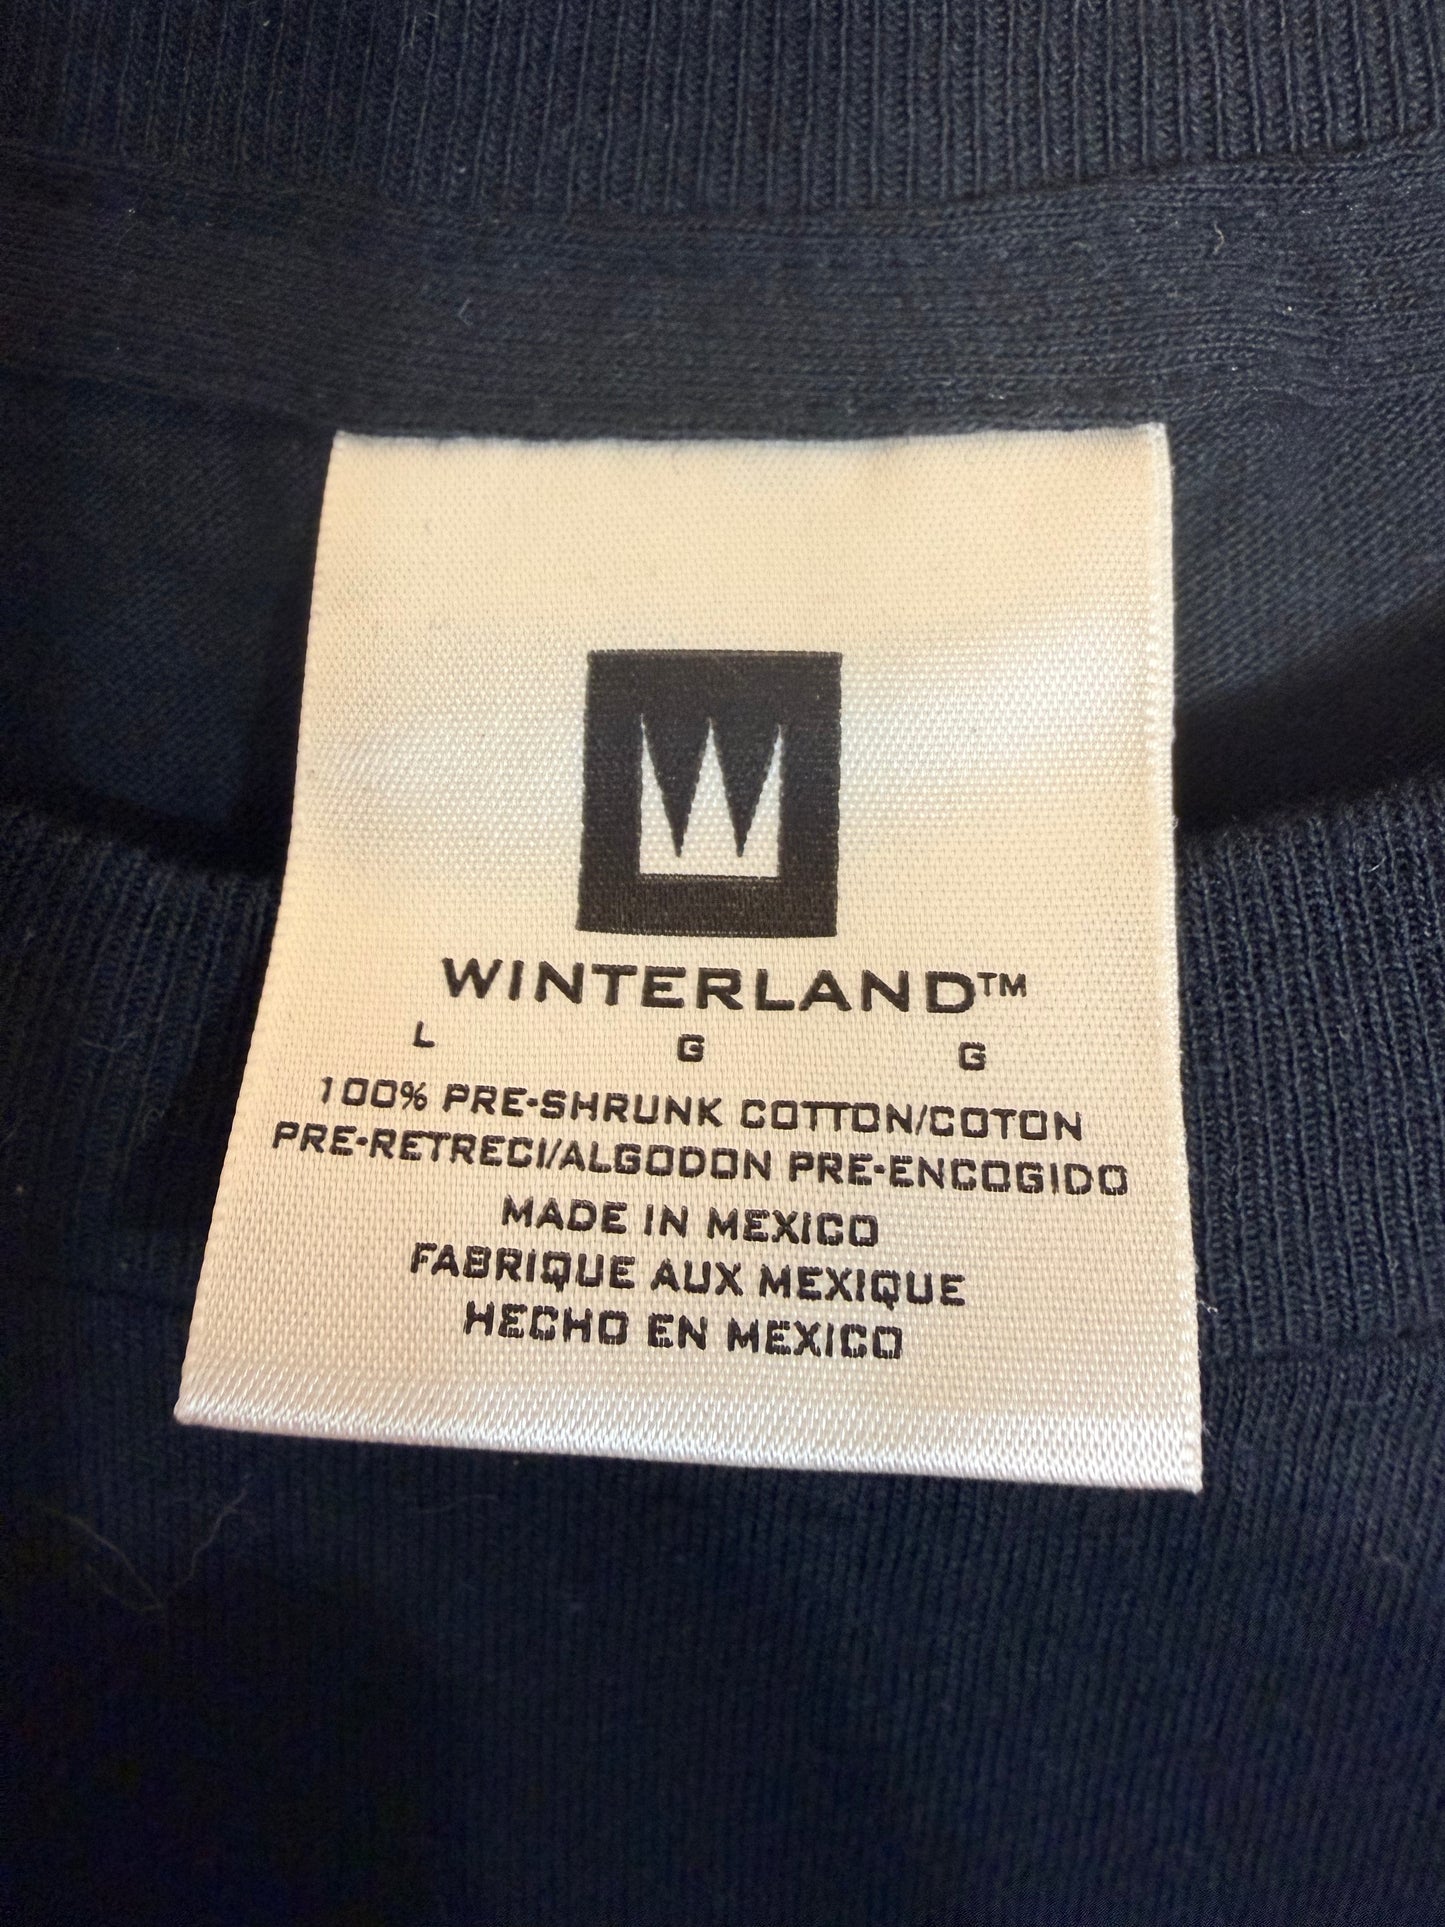 W
WINTERLAND™
L G G
100% PRE-SHRUNK COTTON/COTON
PRE-RETRECI/ALGODON PRE-ENCOGIDO
MADE IN MEXICO
FABRIQUE AUX MEXIQUE
HECHO EN MEXICO